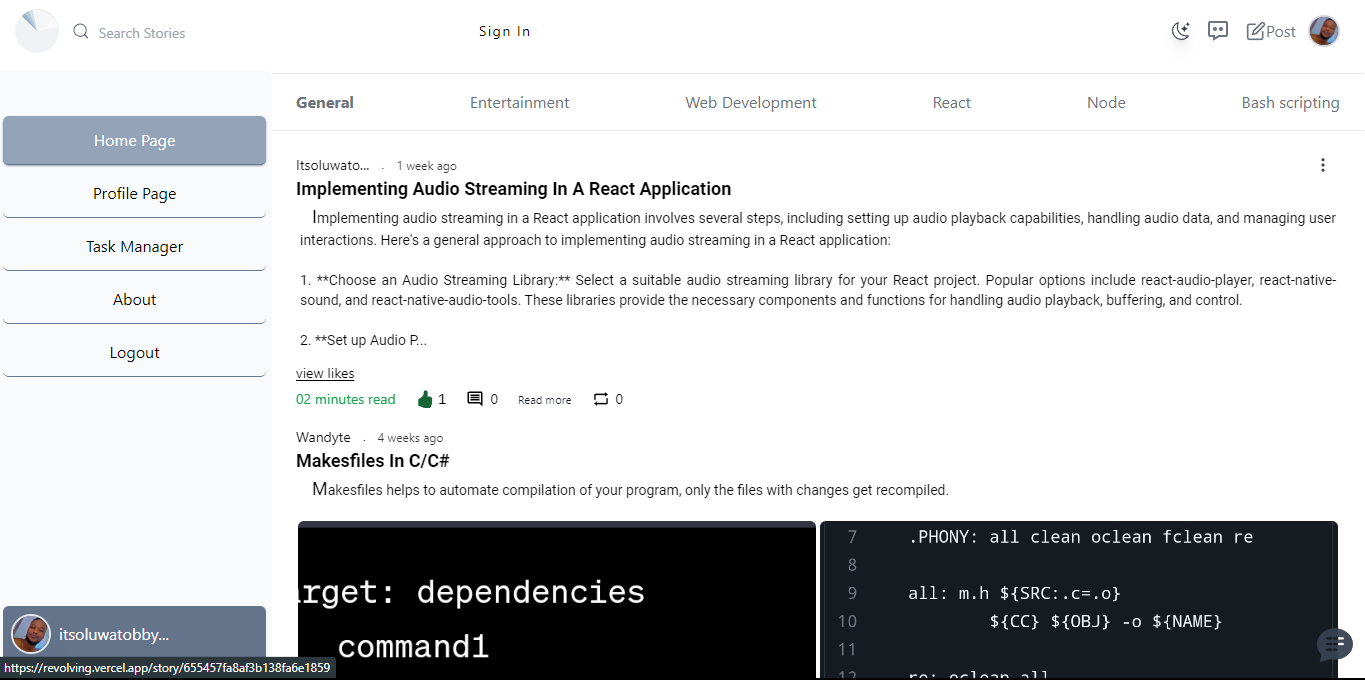 Search Stories
Sign In
Post
Home Page
Profile Page
Task Manager
About
Logout
itsoluwatobby...
https://revolving.vercel.app/story/655457fa8af3b138fa6e1859
General Entertainment Web Development React Node Bash scripting
Itsoluwato... . 1 week ago
Implementing Audio Streaming In A React Application
Implementing audio streaming in a React application involves several steps, including setting up audio playback capabilities, handling audio data, and managing user
interactions. Here's a general approach to implementing audio streaming in a React application:
1. **Choose an Audio Streaming Library:** Select a suitable audio streaming library for your React project. Popular options include react-audio-player, react-native-
sound, and react-native-audio-tools. These libraries provide the necessary components and functions for handling audio playback, buffering, and control.
2. **Set up Audio P...
view likes
02 minutes read 1 0 Read more 0
Wandyte . 4 weeks ago
Makesfiles In C/C#
Makesfiles helps to automate compilation of your program, only the files with changes get recompiled.
rget: dependencies
command1
7 .PHONY: all clean oclean fclean re
8
9 all: m.h ${SRC:.c=.o}
10 ${CC} ${OBJ} -o ${NAME}
11
12 re: oclean all